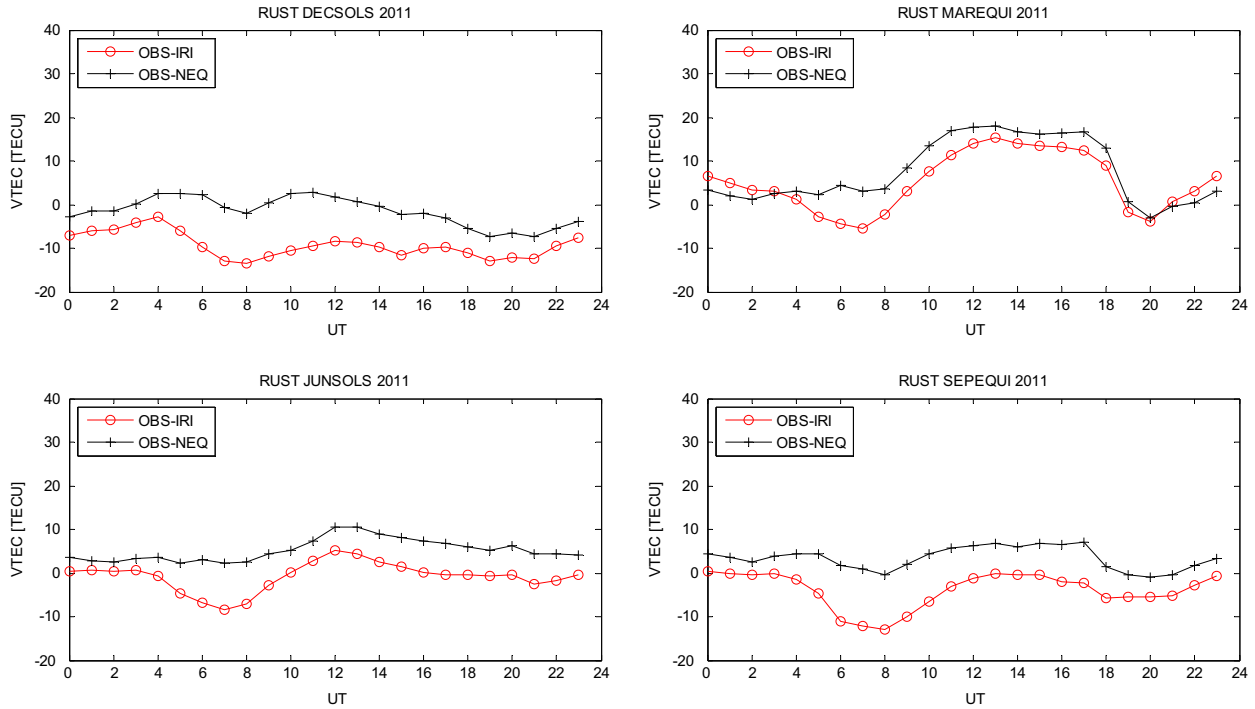 RUST DECSOLS 2011
40
30
20
10
0
-10
-20
VTEC [TECU]
OBS-IRI
OBS-NEQ
0 2 4 6 8 10 12 14 16 18 20 22 24
UT
RUST MAREQUI 2011
40
30
20
10
0
-10
-20
VTEC [TECU]
OBS-IRI
OBS-NEQ
0 2 4 6 8 10 12 14 16 18 20 22 24
UT
RUST JUNSOLS 2011
40
30
20
10
0
-10
-20
VTEC [TECU]
OBS-IRI
OBS-NEQ
0 2 4 6 8 10 12 14 16 18 20 22 24
UT
RUST SEPEQUI 2011
40
30
20
10
0
-10
-20
VTEC [TECU]
OBS-IRI
OBS-NEQ
0 2 4 6 8 10 12 14 16 18 20 22 24
UT